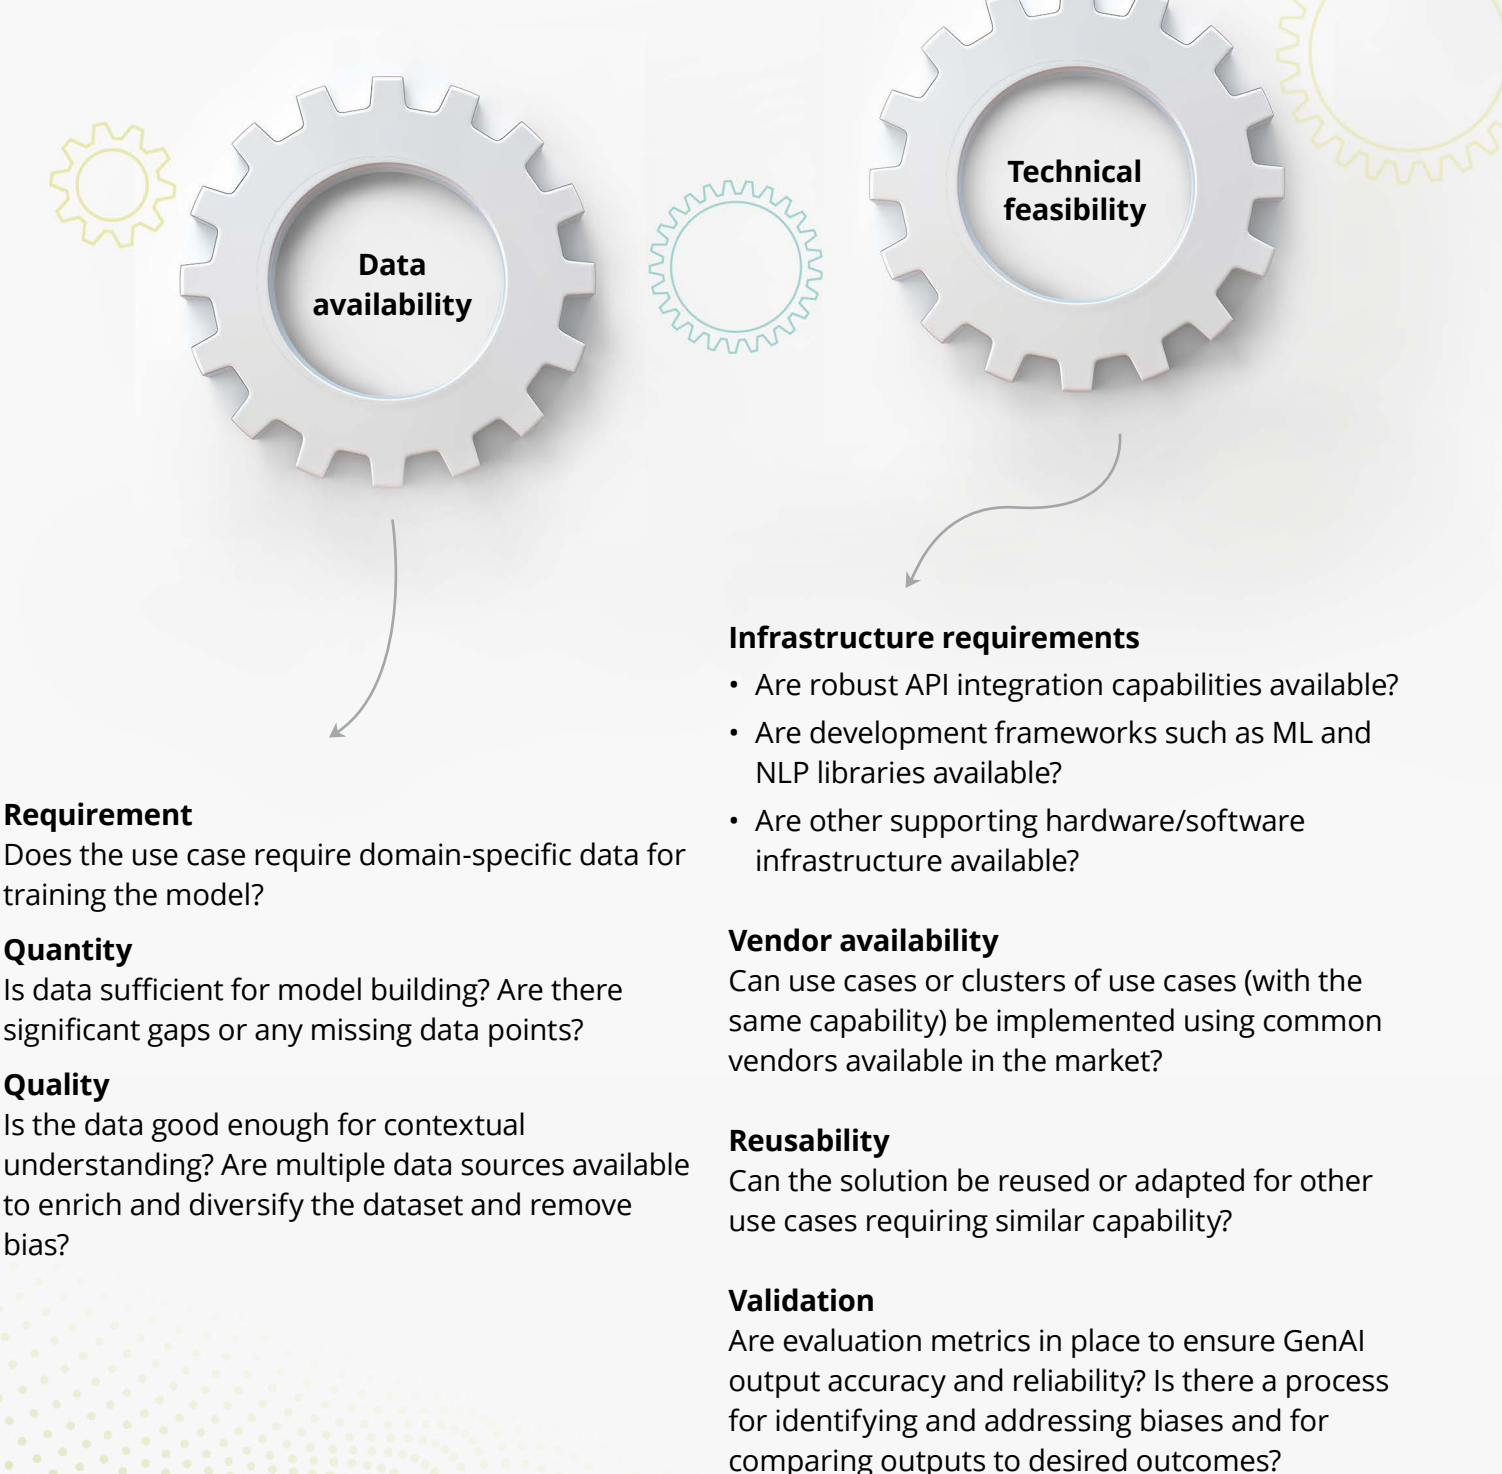 Data
availability
Technical
feasibility
Requirement
Does the use case require domain-specific data for
training the model?
Quantity
Is data sufficient for model building? Are there
significant gaps or any missing data points?
Quality
Is the data good enough for contextual
understanding? Are multiple data sources available
to enrich and diversify the dataset and remove
bias?
Infrastructure requirements
• Are robust API integration capabilities available?
• Are development frameworks such as ML and
NLP libraries available?
• Are other supporting hardware/software
infrastructure available?
Vendor availability
Can use cases or clusters of use cases (with the
same capability) be implemented using common
vendors available in the market?
Reusability
Can the solution be reused or adapted for other
use cases requiring similar capability?
Validation
Are evaluation metrics in place to ensure GenAI
output accuracy and reliability? Is there a process
for identifying and addressing biases and for
comparing outputs to desired outcomes?